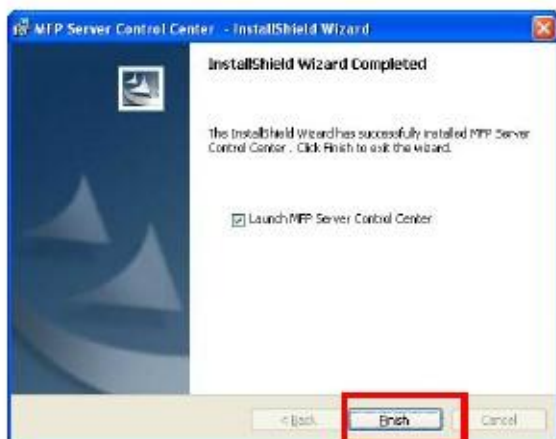 MFP Server Control Center - InstallShield Wizard
InstallShield Wizard Completed
The InstallShield Wizard has successfully installed MFP Server
Control Center . Click Finish to exit the wizard.
Launch MFP Server Control Center
< Back
Finish
Cancel